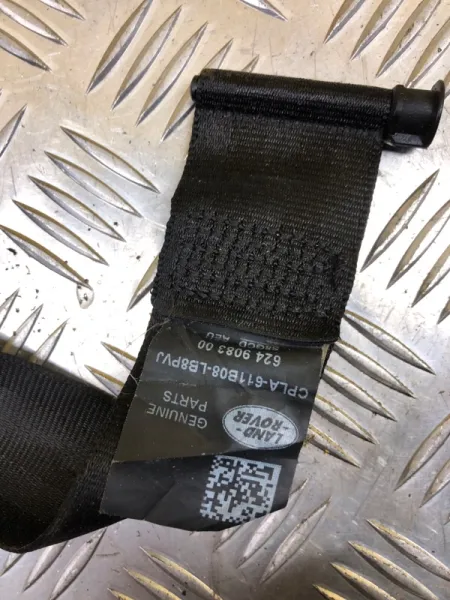 LAND-
-ROVER
GENUINE
PARTS
CPLA-611B08-LB8PVJ
624 9083 00